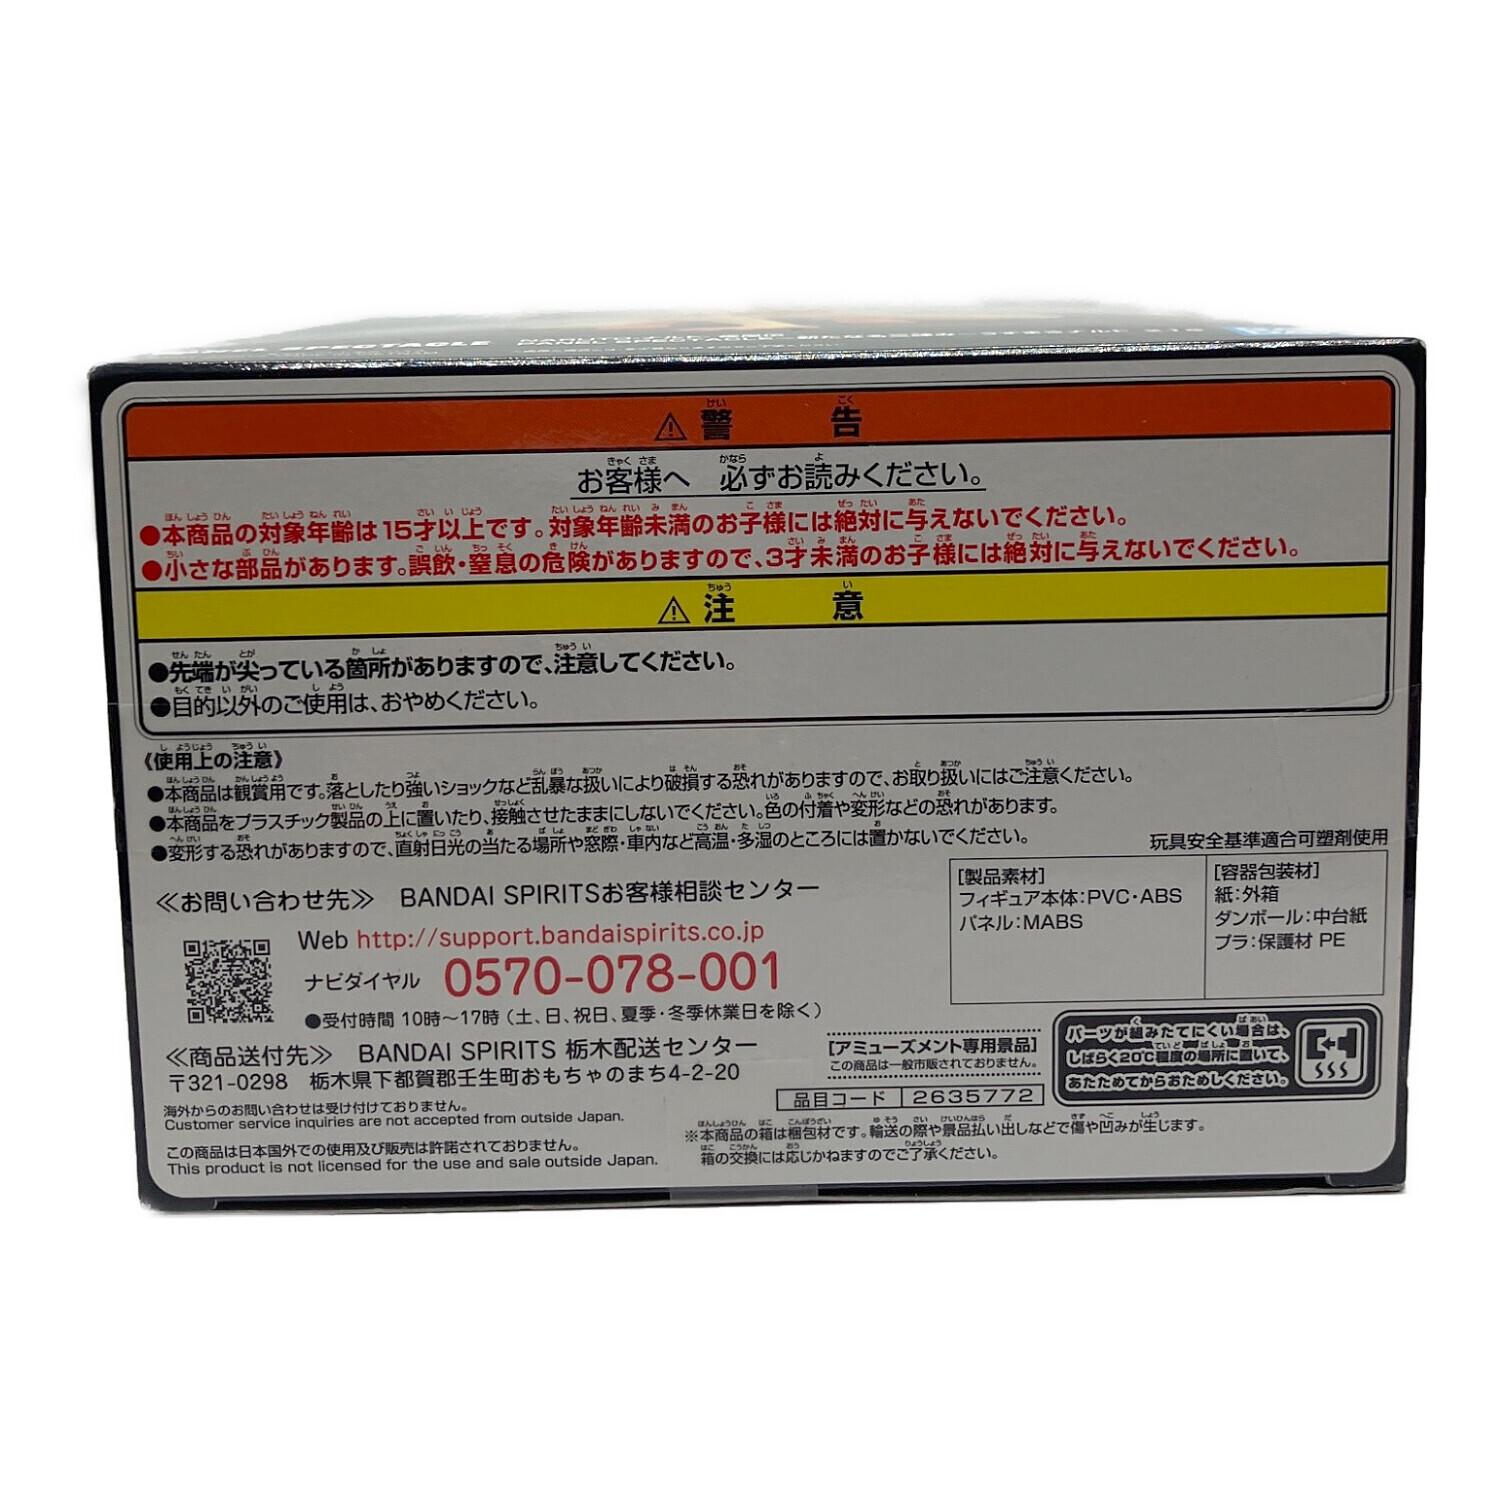 SPECTACLE
⚠警告
お客様へ 必ずお読みください。
●本商品の対象年齢は15才以上です。対象年齢未満のお子様には絶対に与えないでください。
●小さな部品があります。誤飲・窒息の危険がありますので、3才未満のお子様には絶対に与えないでください。
⚠注意
●先端が尖っている箇所がありますので、注意してください。
●目的以外のご使用は、おやめください。
《使用上の注意》
●本商品は観賞用です。落としたり強いショックなど乱暴な扱いにより破損する恐れがありますので、お取り扱いにはご注意ください。
●本商品をプラスチック製品の上に置いたり、接触させたままにしないでください。色の付着や変形などの恐れがあります。
●変形する恐れがありますので、直射日光の当たる場所や窓際・車内など高温・多湿のところには置かないでください。
玩具安全基準適合可塑剤使用
[製品素材]
フィギュア本体:PVC・ABS
パネル:MABS
[容器包装材]
紙:外箱
ダンボール:中台紙
プラ:保護材 PE
≪お問い合わせ先≫ BANDAI SPIRITSお客様相談センター
Web http://support.bandaispirits.co.jp
ナビダイヤル 0570-078-001
●受付時間 10時〜17時(土、日、祝日、夏季・冬季休業日を除く)
≪商品送付先≫ BANDAI SPIRITS 栃木配送センター
〒321-0298 栃木県下都賀郡壬生町おもちゃのまち4-2-20
海外からのお問い合わせは受け付けておりません。
Customer service inquiries are not accepted from outside Japan.
この商品は日本国外での使用及び販売は許諾されておりません。
This product is not licensed for the use and sale outside Japan.
[アミューズメント専用景品]
この商品は一般市販されておりません。
品目コード 2635772
パーツが組みたてにくい場合は、
しばらく20℃程度の場所に置いて、
あたためてからおためしください。
※本商品の箱は梱包材です。輸送の際や景品払い出しなどで傷や凹みが生じます。
箱の交換には応じかねますのでご了承ください。